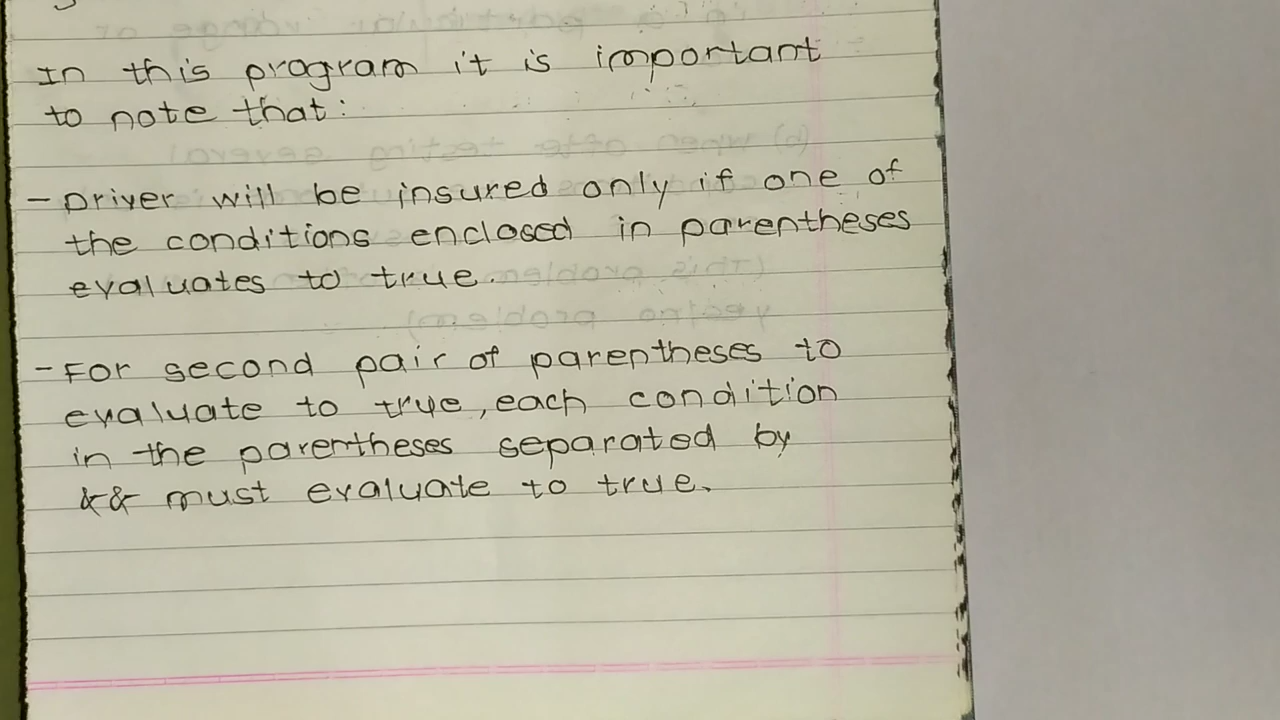 In this program it is important
to note that:
- Driver will be insured only if one of
the conditions enclosed in parentheses
evaluates to true.
- For second pair of parentheses to
evaluate to true, each condition
in the parentheses separated by
&& must evaluate to true.